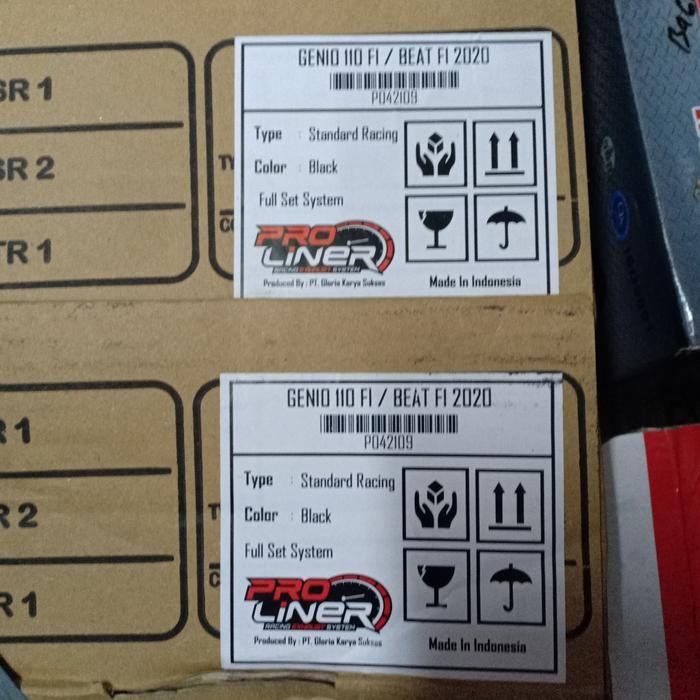 SR 1
SR 2
TR 1
GENIO 110 FI / BEAT FI 2020
P042109
Type : Standard Racing
Color : Black
Full Set System
PRO
LINER
RACING EXHAUST SYSTEM
Produced By : PT. Gloria Karya Sukses
Made In Indonesia
R 1
R 2
R 1
GENIO 110 FI / BEAT FI 2020
P042109
Type : Standard Racing
Color : Black
Full Set System
PRO
LINER
RACING EXHAUST SYSTEM
Produced By : PT. Gloria Karya Sukses
Made In Indonesia